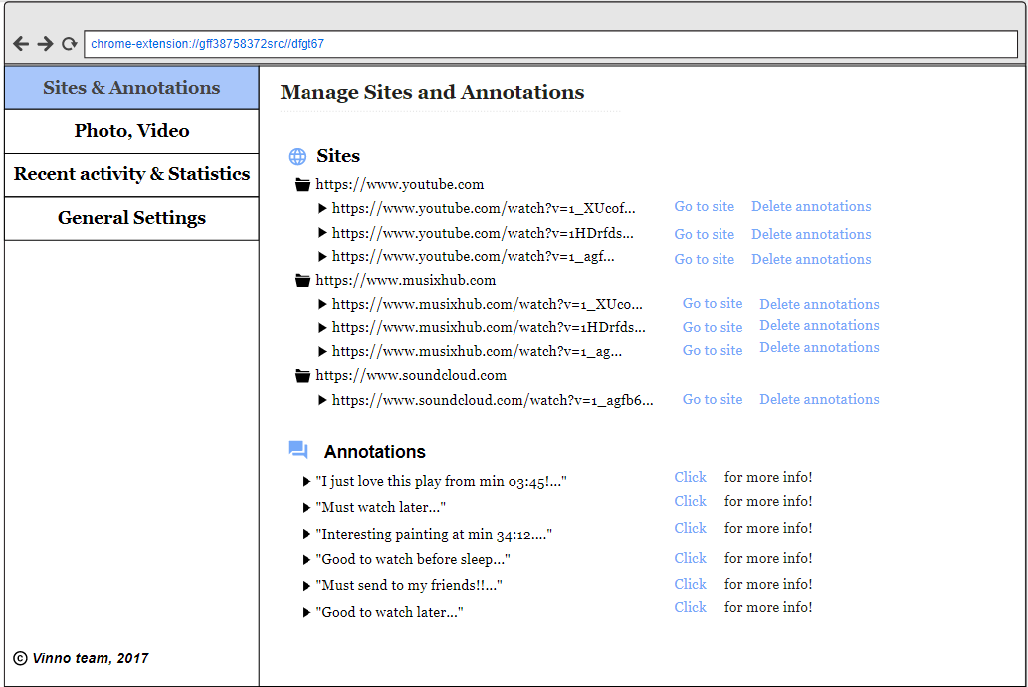 chrome-extension://gff38758372src//dfgt67
Sites & Annotations
Photo, Video
Recent activity & Statistics
General Settings
© Vinno team, 2017
Manage Sites and Annotations
Sites
https://www.youtube.com
https://www.youtube.com/watch?v=1_XUcof... Go to site Delete annotations
https://www.youtube.com/watch?v=1HDrfds... Go to site Delete annotations
https://www.youtube.com/watch?v=1_agf... Go to site Delete annotations
https://www.musixhub.com
https://www.musixhub.com/watch?v=1_XUco... Go to site Delete annotations
https://www.musixhub.com/watch?v=1HDrfds... Go to site Delete annotations
https://www.musixhub.com/watch?v=1_ag... Go to site Delete annotations
https://www.soundcloud.com
https://www.soundcloud.com/watch?v=1_agfb6... Go to site Delete annotations
Annotations
"I just love this play from min 03:45!..." Click for more info!
"Must watch later..." Click for more info!
"Interesting painting at min 34:12...." Click for more info!
"Good to watch before sleep..." Click for more info!
"Must send to my friends!!..." Click for more info!
"Good to watch later..." Click for more info!